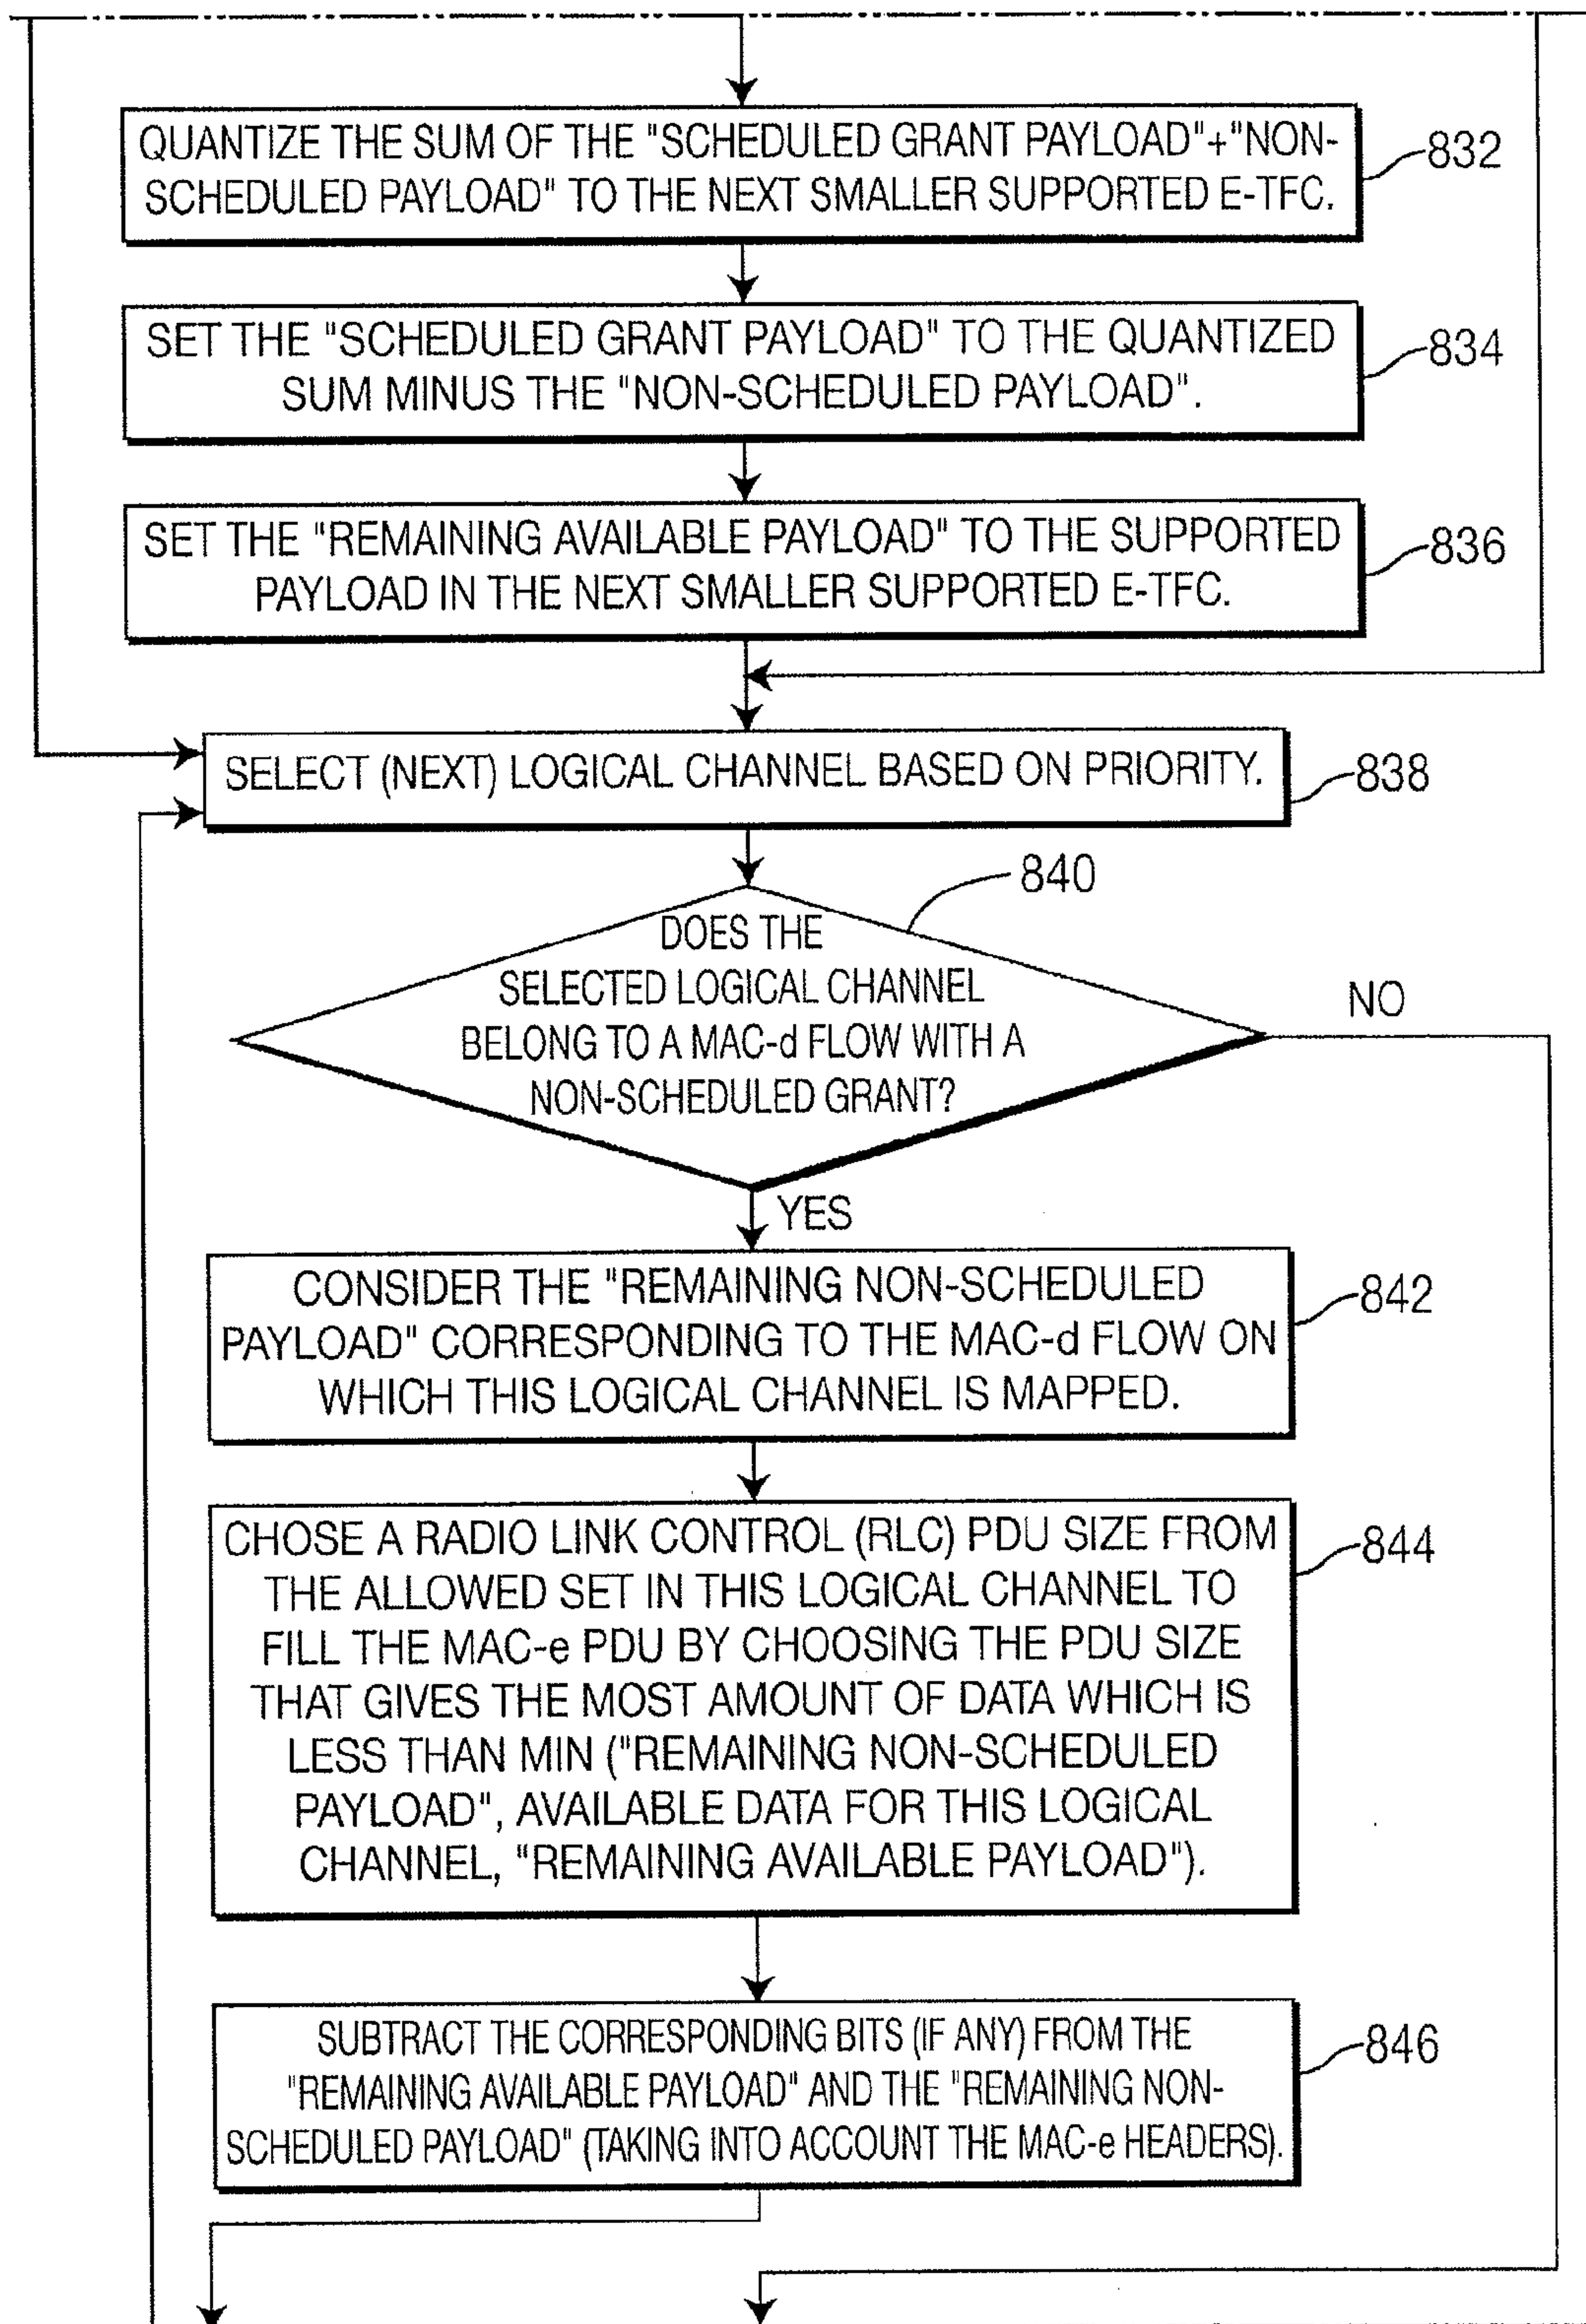 QUANTIZE THE SUM OF THE "SCHEDULED GRANT PAYLOAD"+"NON-
SCHEDULED PAYLOAD" TO THE NEXT SMALLER SUPPORTED E-TFC.
832
SET THE "SCHEDULED GRANT PAYLOAD" TO THE QUANTIZED
SUM MINUS THE "NON-SCHEDULED PAYLOAD".
834
SET THE "REMAINING AVAILABLE PAYLOAD" TO THE SUPPORTED
PAYLOAD IN THE NEXT SMALLER SUPPORTED E-TFC.
836
SELECT (NEXT) LOGICAL CHANNEL BASED ON PRIORITY.
838
840
DOES THE
SELECTED LOGICAL CHANNEL
BELONG TO A MAC-d FLOW WITH A
NON-SCHEDULED GRANT?
NO
YES
CONSIDER THE "REMAINING NON-SCHEDULED
PAYLOAD" CORRESPONDING TO THE MAC-d FLOW ON
WHICH THIS LOGICAL CHANNEL IS MAPPED.
842
CHOSE A RADIO LINK CONTROL (RLC) PDU SIZE FROM
THE ALLOWED SET IN THIS LOGICAL CHANNEL TO
FILL THE MAC-e PDU BY CHOOSING THE PDU SIZE
THAT GIVES THE MOST AMOUNT OF DATA WHICH IS
LESS THAN MIN ("REMAINING NON-SCHEDULED
PAYLOAD", AVAILABLE DATA FOR THIS LOGICAL
CHANNEL, "REMAINING AVAILABLE PAYLOAD").
844
SUBTRACT THE CORRESPONDING BITS (IF ANY) FROM THE
"REMAINING AVAILABLE PAYLOAD" AND THE "REMAINING NON-
SCHEDULED PAYLOAD" (TAKING INTO ACCOUNT THE MAC-e HEADERS).
846